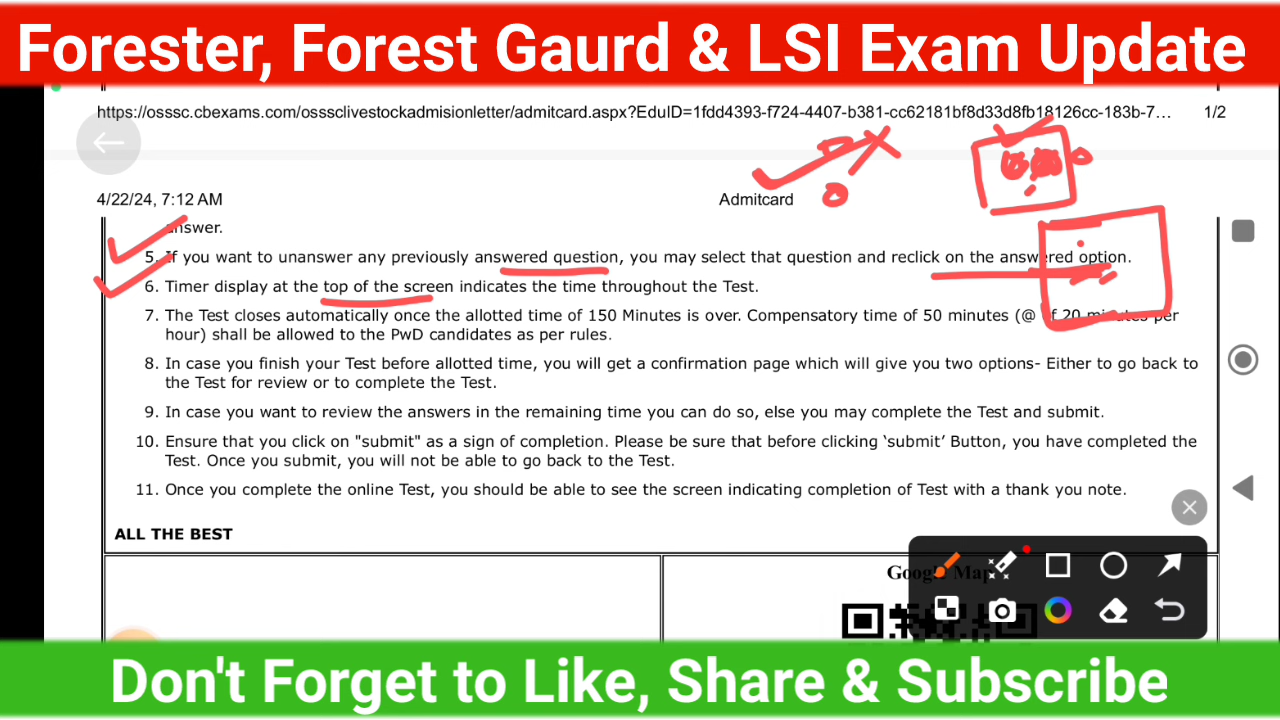 Forester, Forest Gaurd & LSI Exam Update
https://osssc.cbexams.com/osssclivestockadmisionletter/admitcard.aspx?EduID=1fdd4393-f724-4407-b381-cc62181bf8d33d8fb18126cc-183b-7... 1/2
4/22/24, 7:12 AM Admitcard
answer.
5. If you want to unanswer any previously answered question, you may select that question and reclick on the answered option.
6. Timer display at the top of the screen indicates the time throughout the Test.
7. The Test closes automatically once the allotted time of 150 Minutes is over. Compensatory time of 50 minutes (@ of 20 minutes per
hour) shall be allowed to the PwD candidates as per rules.
8. In case you finish your Test before allotted time, you will get a confirmation page which will give you two options- Either to go back to
the Test for review or to complete the Test.
9. In case you want to review the answers in the remaining time you can do so, else you may complete the Test and submit.
10. Ensure that you click on "submit" as a sign of completion. Please be sure that before clicking ‘submit’ Button, you have completed the
Test. Once you submit, you will not be able to go back to the Test.
11. Once you complete the online Test, you should be able to see the screen indicating completion of Test with a thank you note.
ALL THE BEST
Google Map
Don't Forget to Like, Share & Subscribe